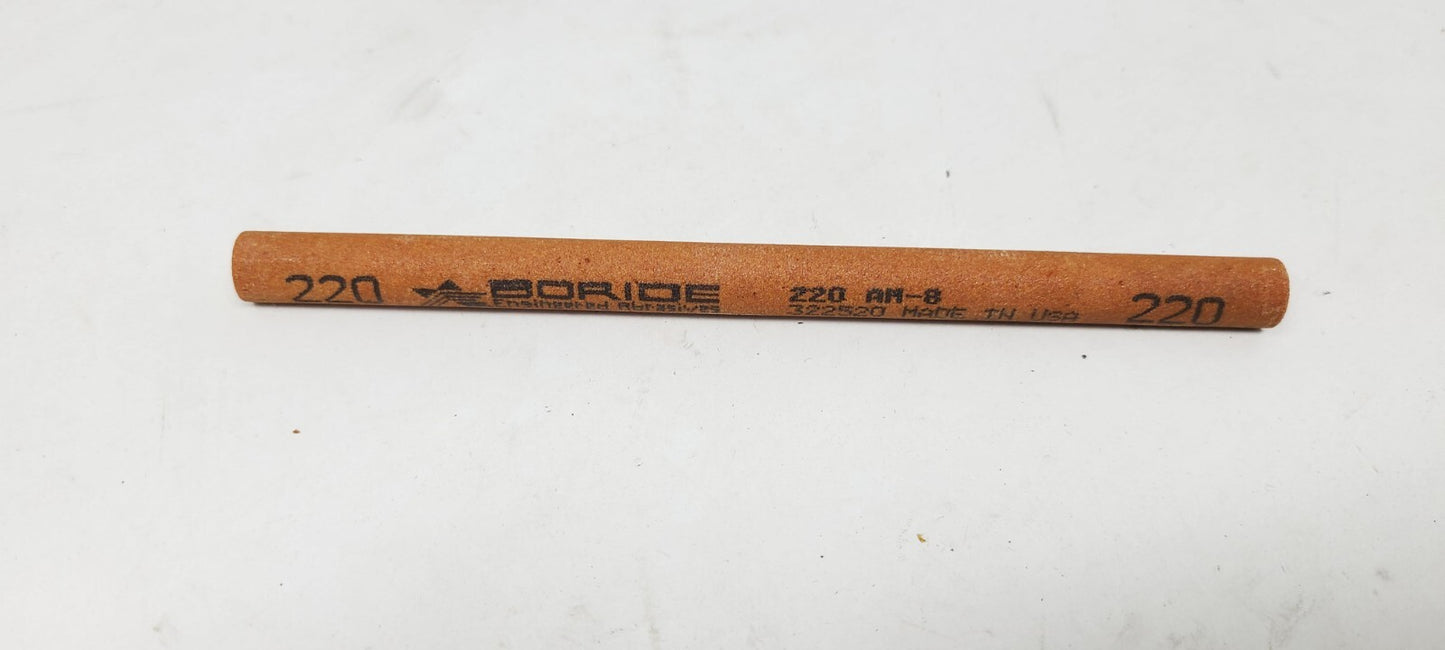 220
BORIDE
Engineered Abrasives
220 AM-8
322520 MADE IN USA
220